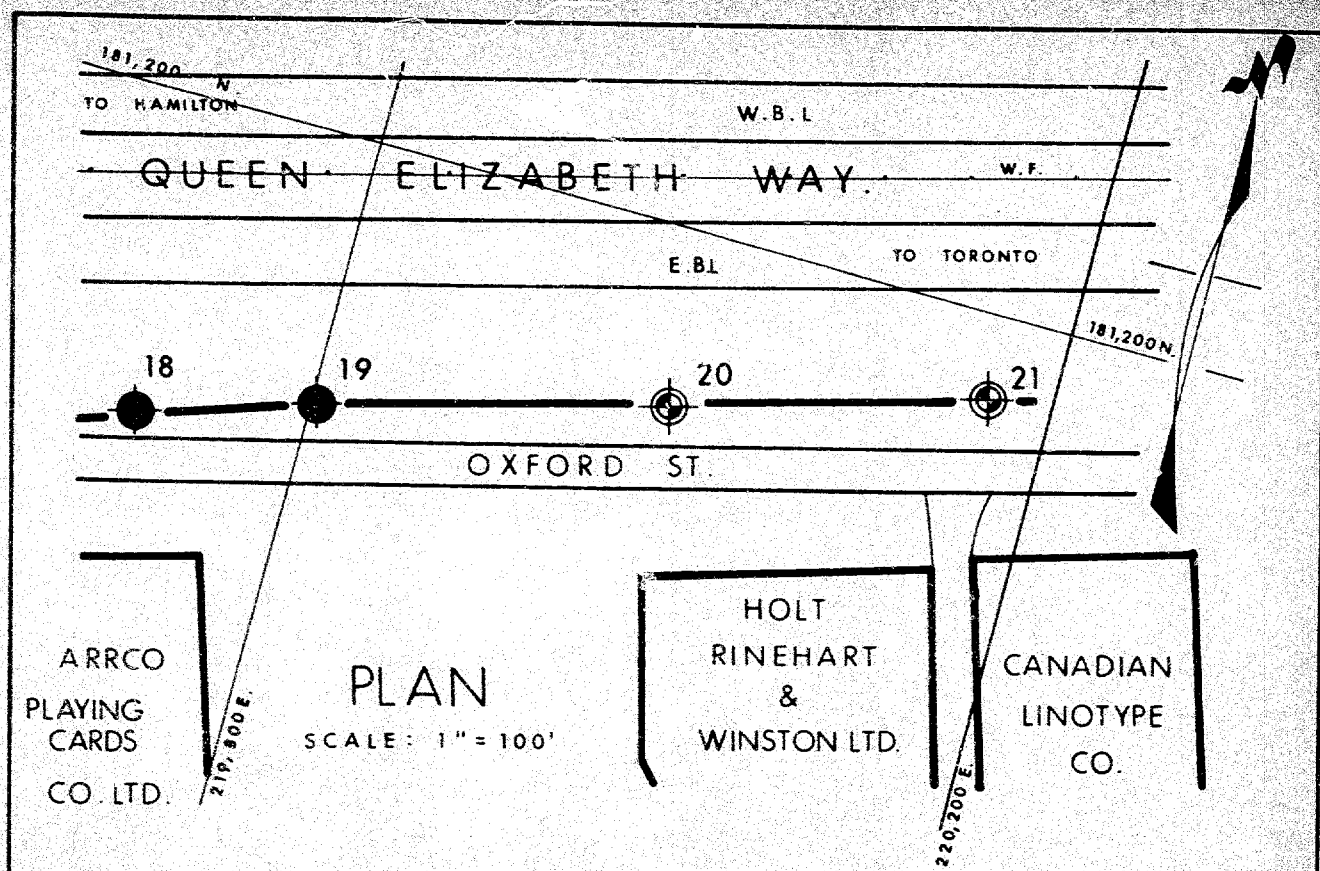 181,200 N.
TO HAMILTON
W.B.L
QUEEN ELIZABETH WAY.
W.F.
E.B.L
TO TORONTO
181,200 N.
18
19
20
21
OXFORD ST.
ARRCO
PLAYING
CARDS
CO. LTD.
219,800 E.
PLAN
SCALE: 1" = 100'
HOLT
RINEHART
&
WINSTON LTD.
220,200 E.
CANADIAN
LINOTYPE
CO.
N